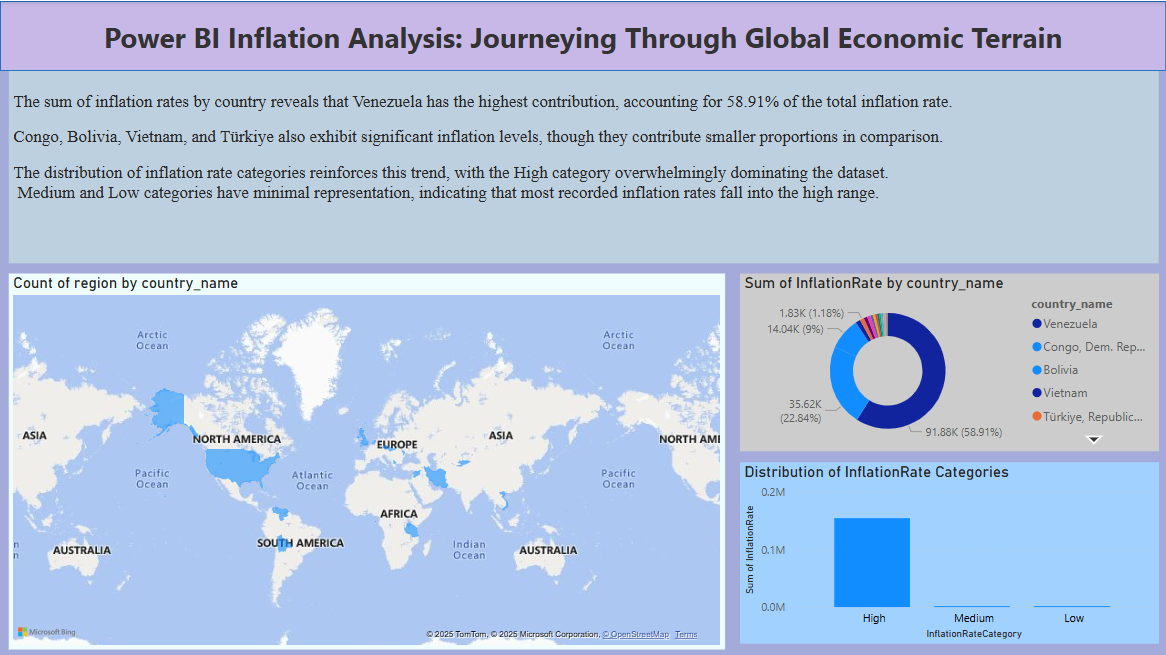 Power BI Inflation Analysis: Journeying Through Global Economic Terrain
The sum of inflation rates by country reveals that Venezuela has the highest contribution, accounting for 58.91% of the total inflation rate.
Congo, Bolivia, Vietnam, and Türkiye also exhibit significant inflation levels, though they contribute smaller proportions in comparison.
The distribution of inflation rate categories reinforces this trend, with the High category overwhelmingly dominating the dataset.
Medium and Low categories have minimal representation, indicating that most recorded inflation rates fall into the high range.
Count of region by country_name
Arctic
Ocean
Arctic
Ocean
ASIA
NORTH AMERICA
EUROPE
ASIA
NORTH AM
Pacific
Ocean
Atlantic
Ocean
Pacific
Ocean
AFRICA
n
n
AUSTRALIA
SOUTH AMERICA
Indian
Ocean
AUSTRALIA
Microsoft Bing
© 2025 TomTom, © 2025 Microsoft Corporation, © OpenStreetMap Terms
Sum of InflationRate by country_name
1.83K (1.18%)
14.04K (9%)
35.62K
(22.84%)
91.88K (58.91%)
country_name
Venezuela
Congo, Dem. Rep...
Bolivia
Vietnam
Türkiye, Republic...
Distribution of InflationRate Categories
Sum of InflationRate
0.2M
0.1M
0.0M
High Medium Low
InflationRateCategory